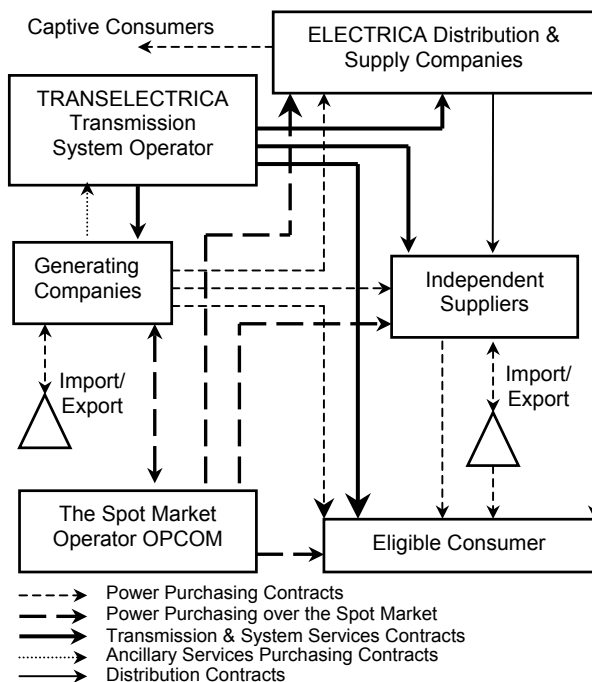 Captive Consumers
ELECTRICA Distribution &
Supply Companies
TRANSELECTRICA
Transmission
System Operator
Generating
Companies
Independent
Suppliers
Import/
Export
Import/
Export
The Spot Market
Operator OPCOM
Eligible Consumer
Power Purchasing Contracts
Power Purchasing over the Spot Market
Transmission & System Services Contracts
Ancillary Services Purchasing Contracts
Distribution Contracts